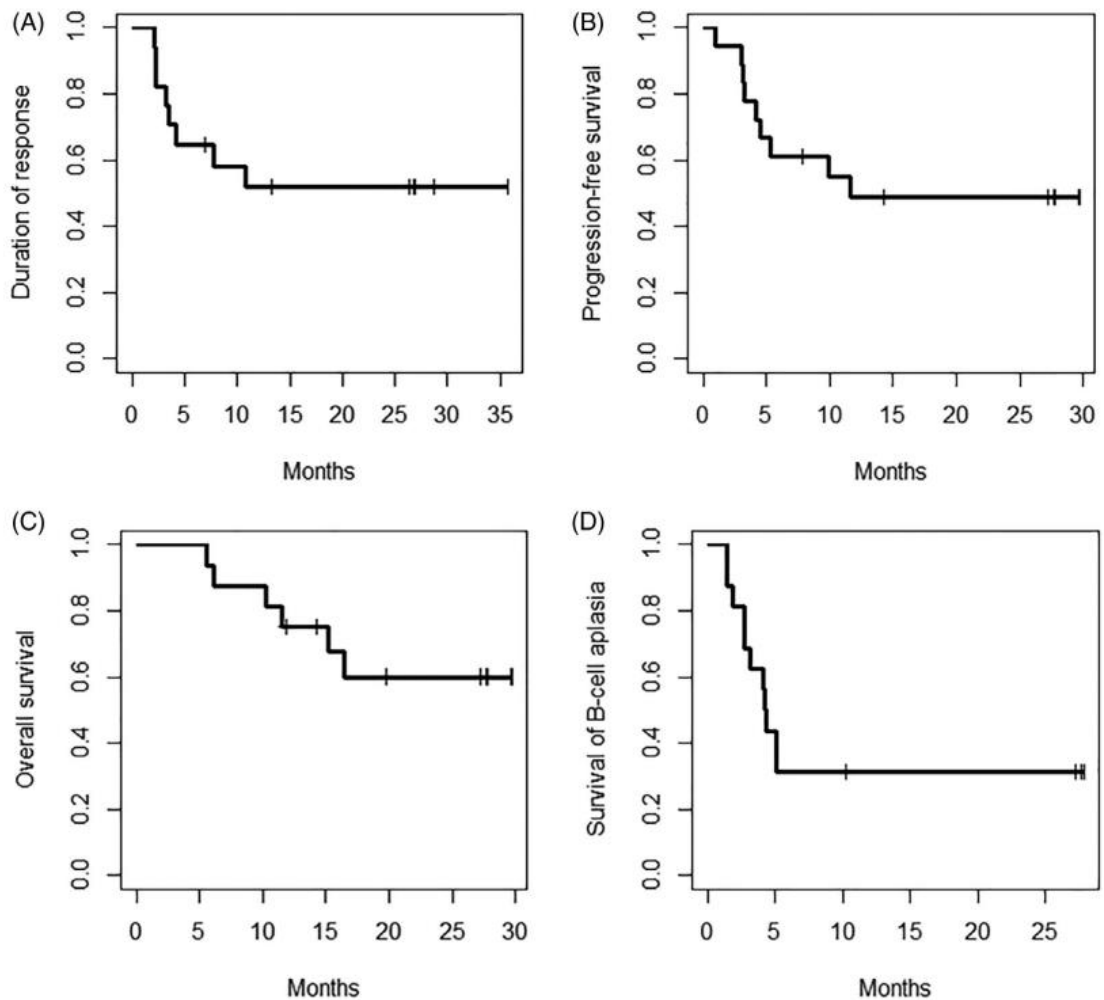 (A)
Duration of response
1.0
0.8
0.6
0.4
0.2
0.0
0 5 10 15 20 25 30 35
Months
(B)
Progression-free survival
1.0
0.8
0.6
0.4
0.2
0.0
0 5 10 15 20 25 30
Months
(C)
Overall survival
1.0
0.8
0.6
0.4
0.2
0.0
0 5 10 15 20 25 30
Months
(D)
Survival of B-cell aplasia
1.0
0.8
0.6
0.4
0.2
0.0
0 5 10 15 20 25
Months